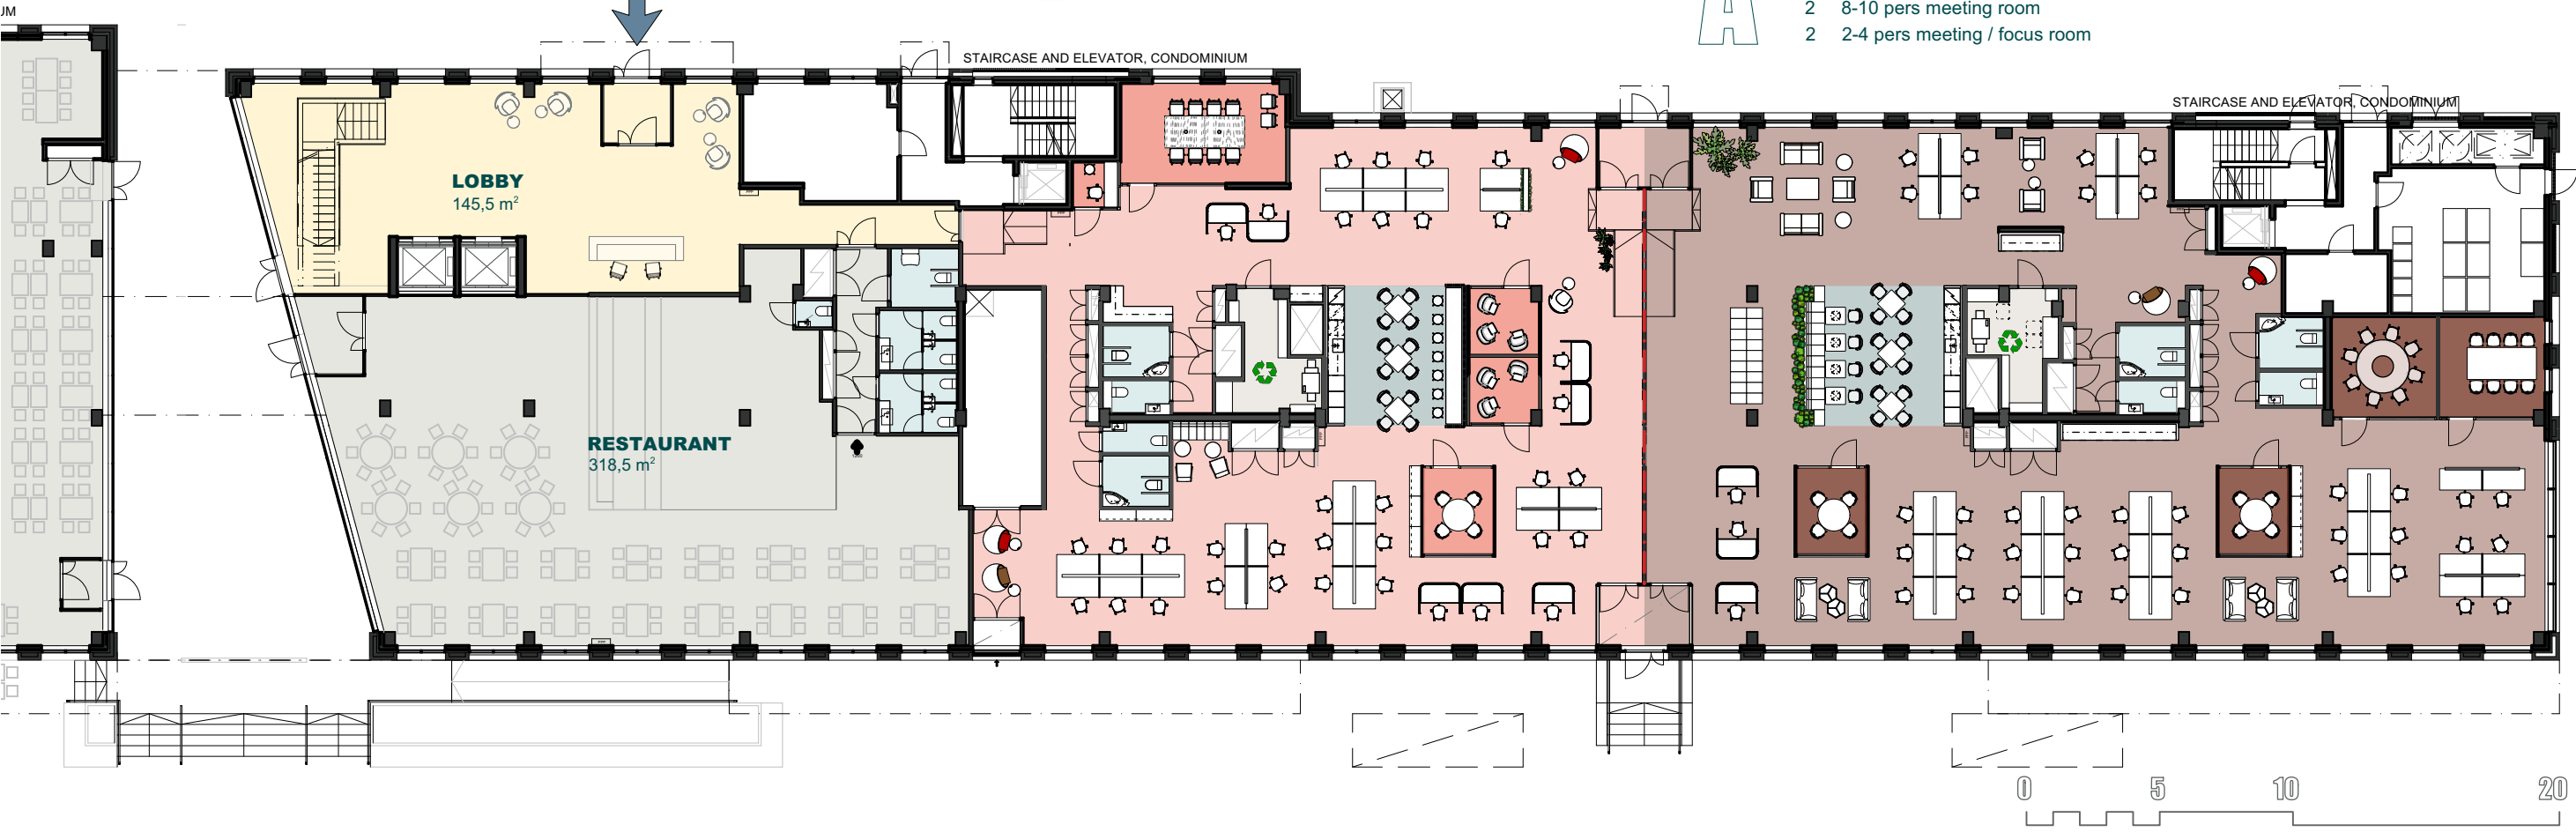 UM
2 8-10 pers meeting room
2 2-4 pers meeting / focus room
A
STAIRCASE AND ELEVATOR, CONDOMINIUM
STAIRCASE AND ELEVATOR, CONDOMINIUM
LOBBY
145,5 m²
RESTAURANT
318,5 m²
0 5 10 20